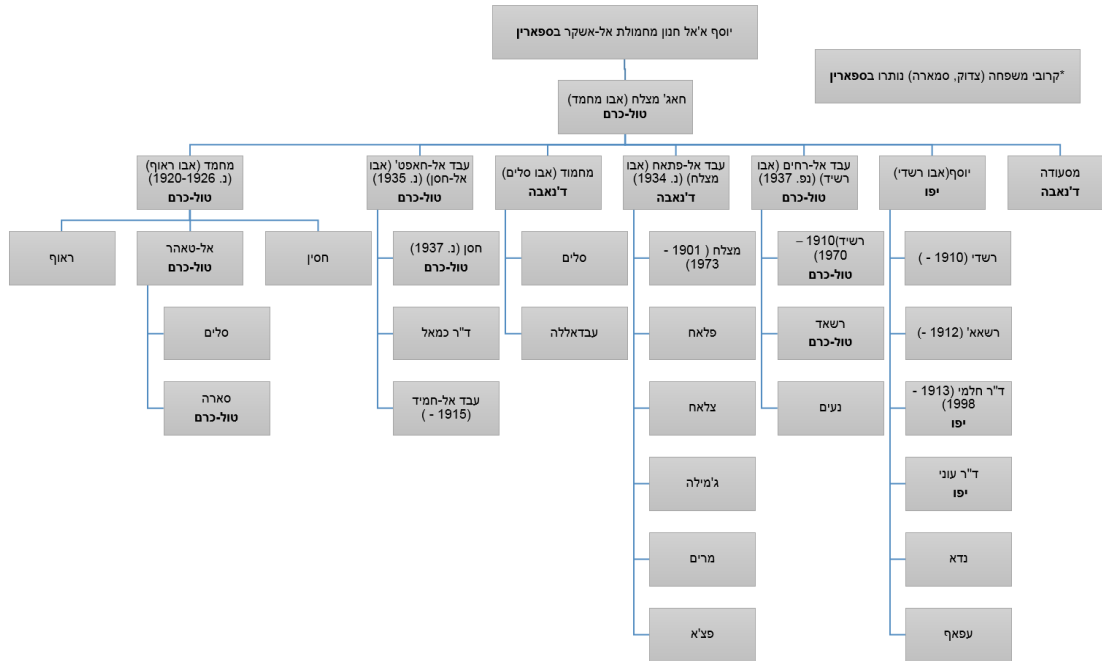 יוסף א'אל חנון מחמולת אל-אשקר בספארין
*קרובי משפחה (צדוק, סמארה) נותרו בספארין
חאג' מצלח (אבו מחמד)
טול-כרם
מסעודה
ד'נאבה
יוסף(אבו רשדי)
יפו
עבד אל-רחים (אבו
רשיד) (נפ. 1937)
טול-כרם
עבד אל-פתאח (אבו
מצלח) (נ. 1934)
ד'נאבה
מחמוד (אבו סלים)
ד'נאבה
עבד אל-חאפט' (אבו
אל-חסן) (נ. 1935)
טול-כרם
מחמד (אבו ראוף)
(נ. 1920-1926)
טול-כרם
רשדי (1910 - )
רשאא' (1912 -)
ד"ר חלמי (1913 -
1998)
יפו
ד"ר עוני
יפו
נדא
עפאף
רשיד)1910 –
1970)
טול-כרם
רשאד
טול-כרם
נעים
מצלח ( 1901 -
1973)
פלאח
צלאח
ג'מילה
מרים
פצ'א
סלים
עבדאללה
חסן (נ. 1937)
טול-כרם
ד"ר כמאל
עבד אל-חמיד
(1915 - )
חסין
אל-טאהר
טול-כרם
ראוף
סלים
סארה
טול-כרם